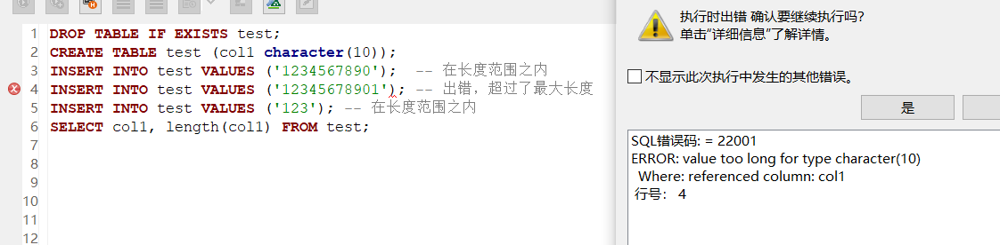 1 DROP TABLE IF EXISTS test;
2 CREATE TABLE test (col1 character(10));
3 INSERT INTO test VALUES ('1234567890');  -- 在长度范围之内
4 INSERT INTO test VALUES ('12345678901'); -- 出错，超过了最大长度
5 INSERT INTO test VALUES ('123'); -- 在长度范围之内
6 SELECT col1, length(col1) FROM test;
7
8
9
10
11
12
执行时出错 确认要继续执行吗?
单击“详细信息”了解详情。
不显示此次执行中发生的其他错误。
是
SQL错误码: = 22001
ERROR: value too long for type character(10)
Where: referenced column: col1
行号： 4